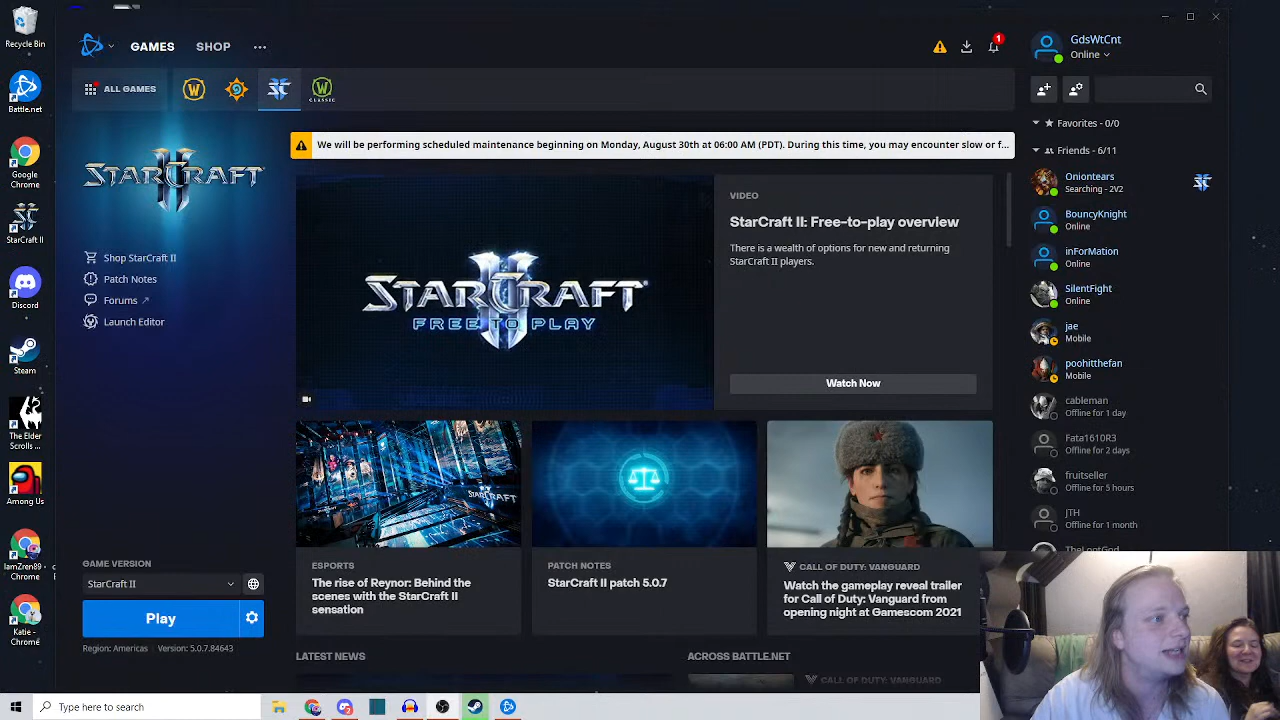 Recycle Bin
Battle.net
Google
Chrome
StarCraft II
Discord
Steam
The Elder
Scrolls ...
Among Us
IamZren89 -
Chrome
Katie -
Chrome
GAMES
SHOP
ALL GAMES
CLASSIC
1
GdsWtCnt
Online
STARCRAFT
II
We will be performing scheduled maintenance beginning on Monday, August 30th at 06:00 AM (PDT). During this time, you may encounter slow or f...
Shop StarCraft II
Patch Notes
Forums
Launch Editor
GAME VERSION
StarCraft II
Play
Region: Americas
Version: 5.0.7.84643
STARCRAFT
II
FREE TO PLAY
VIDEO
StarCraft II: Free-to-play overview
There is a wealth of options for new and returning
StarCraft II players.
Watch Now
STARCRAFT
ESPORTS
The rise of Reynor: Behind the
scenes with the StarCraft II
sensation
PATCH NOTES
StarCraft II patch 5.0.7
CALL OF DUTY: VANGUARD
Watch the gameplay reveal trailer
for Call of Duty: Vanguard from
opening night at Gamescom 2021
LATEST NEWS
ACROSS BATTLE.NET
CALL OF DUTY: VANGUARD
Favorites - 0/0
Friends - 6/11
Oniontears
Searching - 2V2
BouncyKnight
Online
inForMation
Online
SilentFight
Online
jae
Mobile
poohitthefan
Mobile
cableman
Offline for 1 day
Fata1610R3
Offline for 2 days
fruitseller
Offline for 5 hours
JTH
Offline for 1 month
TheLootGod
Type here to search